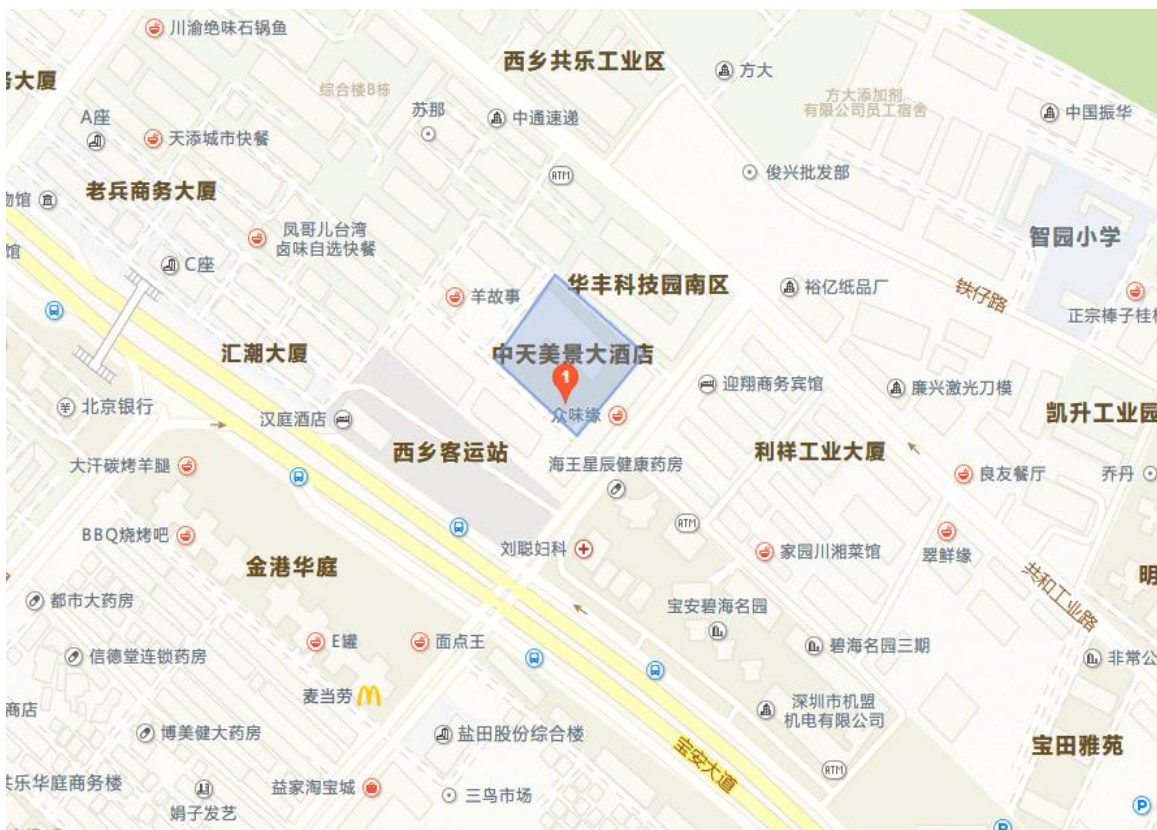 川渝绝味石锅鱼
西乡共乐工业区
务大厦
方大
综合楼B栋
方大添加剂
有限公司员工宿舍
A座
苏那
中通速递
中国振华
天添城市快餐
ATM
俊兴批发部
老兵商务大厦
物馆
凤哥儿台湾
卤味自选快餐
智园小学
馆
C座
华丰科技园南区
裕亿纸品厂
铁仔路
羊故事
正宗棒子桂林
汇潮大厦
中天美景大酒店
1
迎翔商务宾馆
廉兴激光刀模
北京银行
汉庭酒店
众味缘
凯升工业园
西乡客运站
利祥工业大厦
大汗碳烤羊腿
海王星辰健康药房
良友餐厅
乔丹
ATM
BBQ烧烤吧
刘聪妇科
家园川湘菜馆
翠鲜缘
金港华庭
共和工业路
明
都市大药房
宝安碧海名园
E罐
面点王
碧海名园三期
信德堂连锁药房
非常公
麦当劳
深圳市机盟
机电有限公司
商店
博美健大药房
盐田股份综合楼
宝安大道
宝田雅苑
共乐华庭商务楼
ATM
益家淘宝城
三鸟市场
娟子发艺
P
P